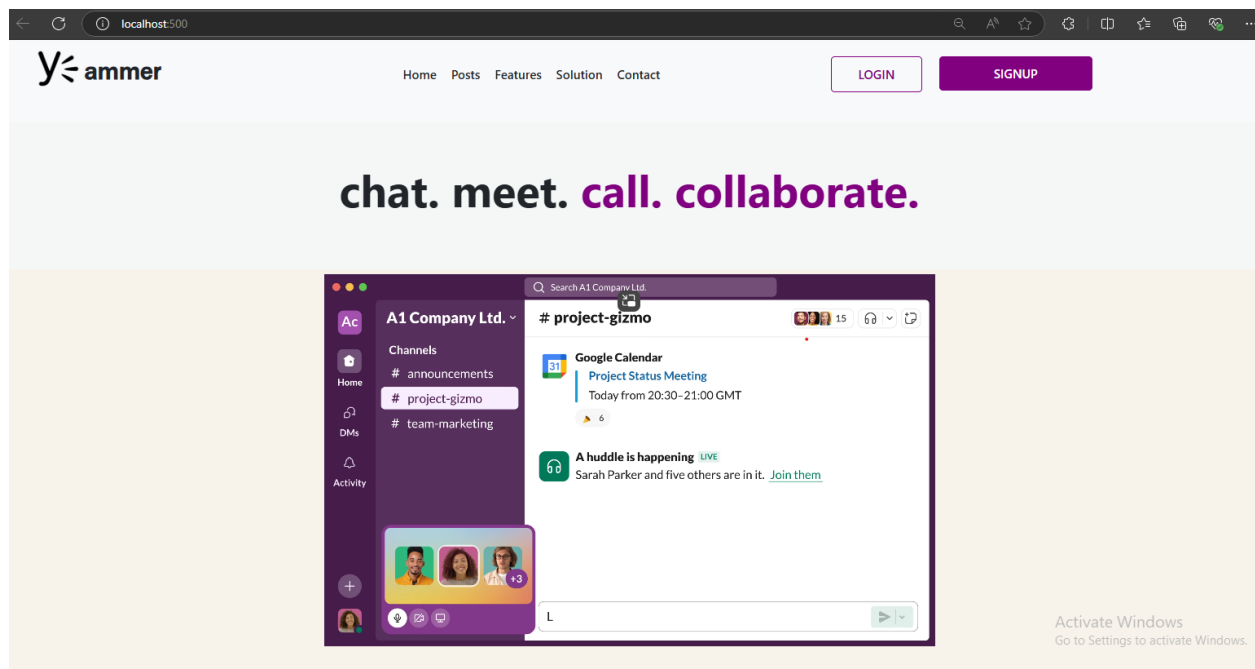 localhost:500
Yammer
Home Posts Features Solution Contact
LOGIN
SIGNUP
chat. meet. call. collaborate.
Search A1 Company Ltd.
Ac
Home
DMs
Activity
A1 Company Ltd.
Channels
# announcements
# project-gizmo
# team-marketing
+3
# project-gizmo
15
31
Google Calendar
Project Status Meeting
Today from 20:30–21:00 GMT
6
A huddle is happening LIVE
Sarah Parker and five others are in it. Join them
L
Activate Windows
Go to Settings to activate Windows.